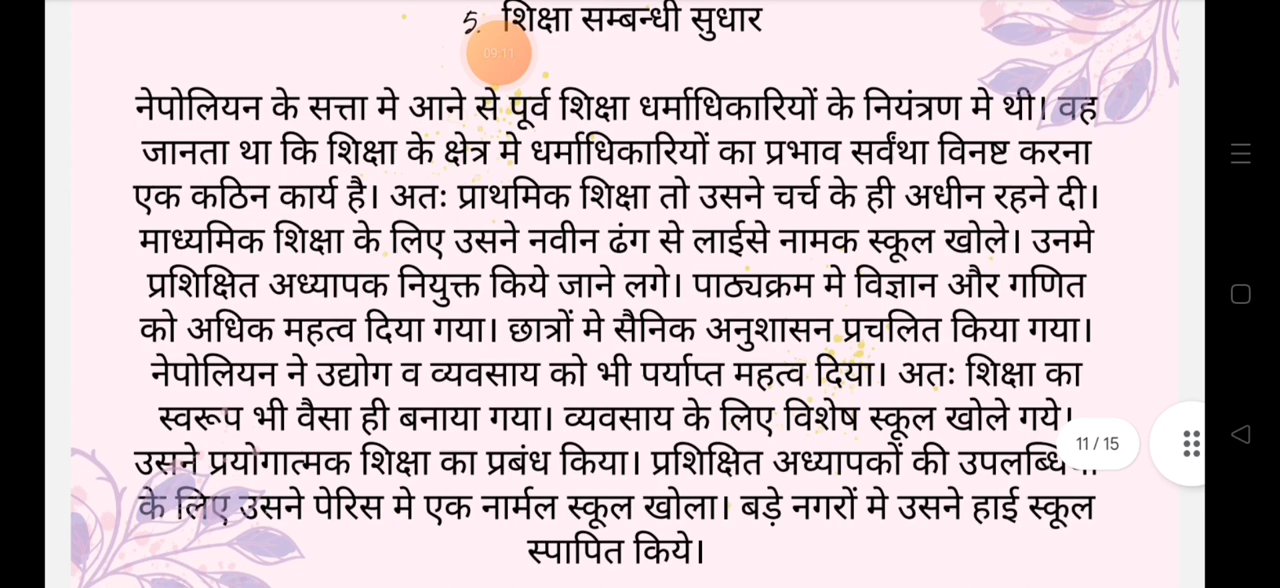 5. शिक्षा सम्बन्धी सुधार
09:11
नेपोलियन के सत्ता मे आने से पूर्व शिक्षा धर्माधिकारियों के नियंत्रण मे थी। वह
जानता था कि शिक्षा के क्षेत्र मे धर्माधिकारियों का प्रभाव सर्वंथा विनष्ट करना
एक कठिन कार्य है। अतः प्राथमिक शिक्षा तो उसने चर्च के ही अधीन रहने दी।
माध्यमिक शिक्षा के लिए उसने नवीन ढंग से लाईसे नामक स्कूल खोले। उनमे
प्रशिक्षित अध्यापक नियुक्त किये जाने लगे। पाठ्यक्रम मे विज्ञान और गणित
को अधिक महत्व दिया गया। छात्रों मे सैनिक अनुशासन प्रचलित किया गया।
नेपोलियन ने उद्योग व व्यवसाय को भी पर्याप्त महत्व दिया। अतः शिक्षा का
स्वरूप भी वैसा ही बनाया गया। व्यवसाय के लिए विशेष स्कूल खोले गये।
11 / 15
उसने प्रयोगात्मक शिक्षा का प्रबंध किया। प्रशिक्षित अध्यापकों की
के लिए उसने पेरिस मे एक नार्मल स्कूल खोला। बड़े नगरों मे उसने हाई स्कूल
स्पापित किये।